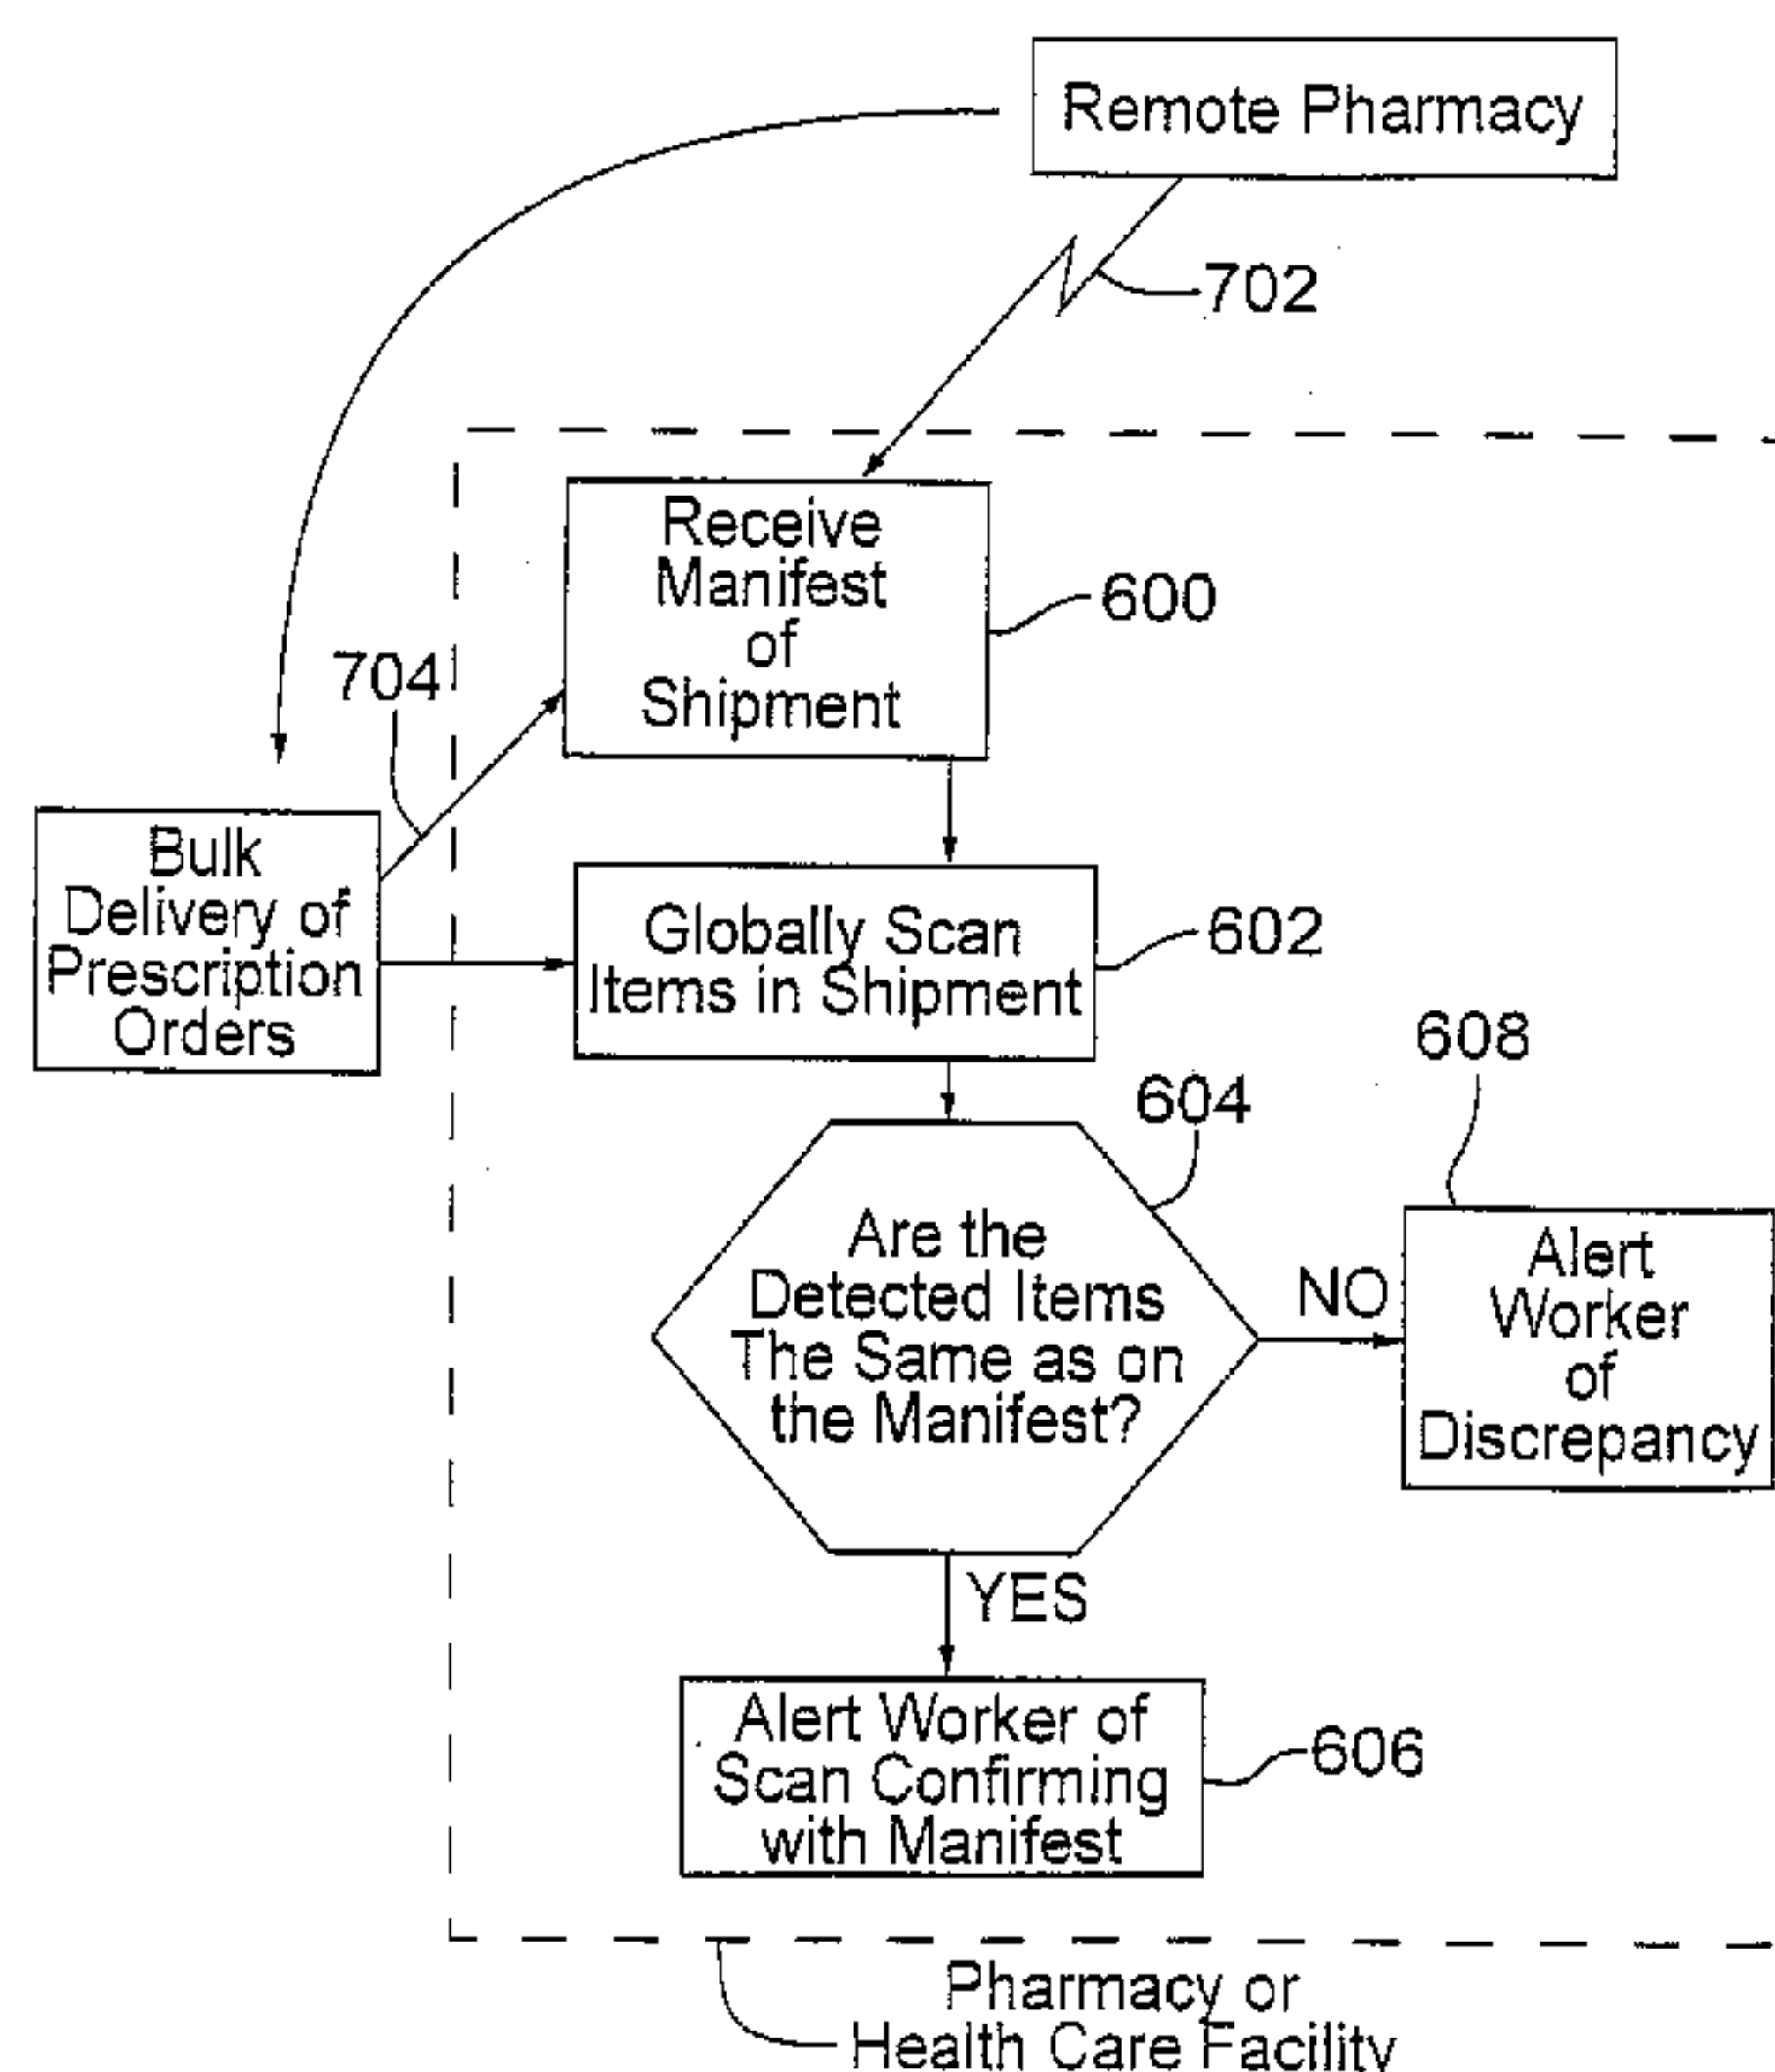 Remote Pharmacy
702
Receive
Manifest
of
Shipment
600
704
Bulk
Delivery of
Prescription
Orders
Globally Scan
Items in Shipment
602
604
608
Are the
Detected Items
The Same as on
the Manifest?
NO
Alert
Worker
of
Discrepancy
YES
Alert Worker of
Scan Confirming
with Manifest
606
Pharmacy or
Health Care Facility